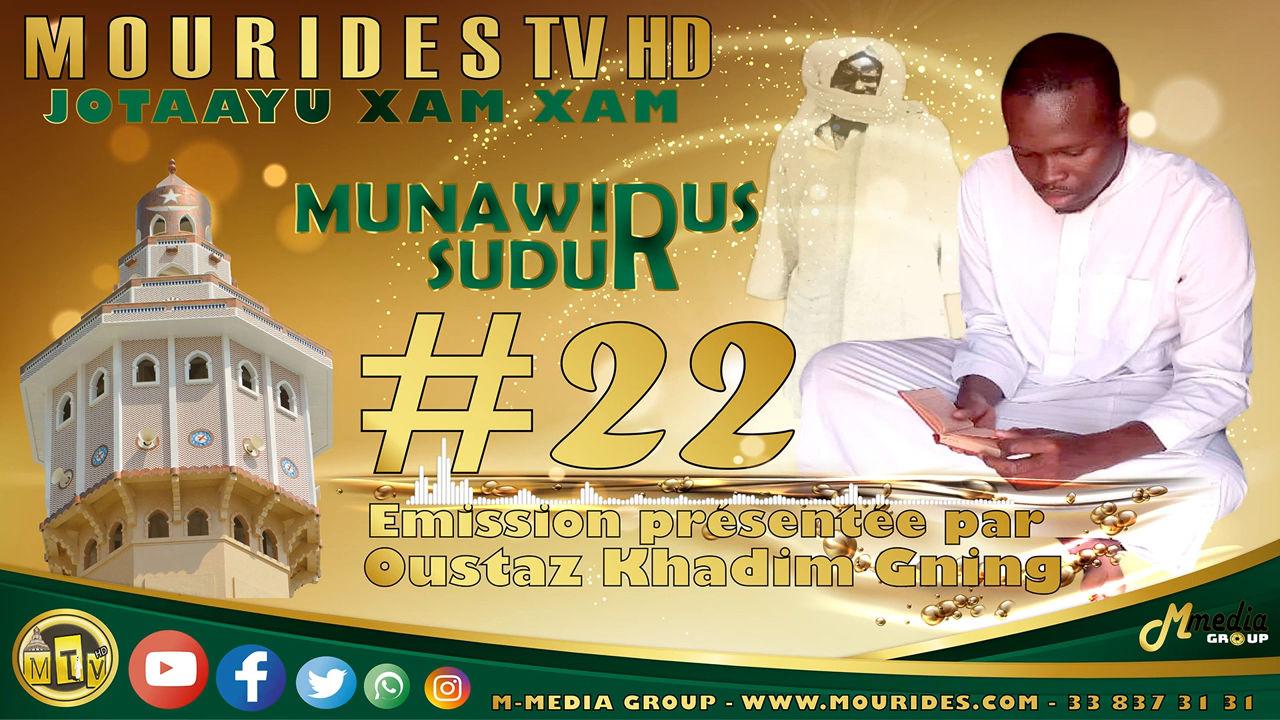 MOURIDES TV HD
JOTAAYU XAM XAM
MUNAWIRUS
SUDUR
#22
Emission présentée par
Oustaz Khadim Gning
MTV HD
Mmedia
GROUP
M-MEDIA GROUP - WWW.MOURIDES.COM - 33 837 31 31